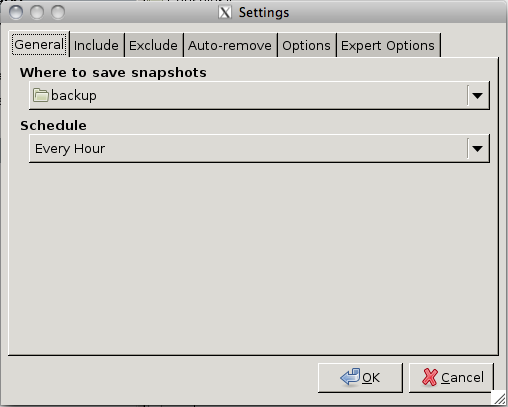 Settings
General Include Exclude Auto-remove Options Expert Options
Where to save snapshots
backup
Schedule
Every Hour
OK Cancel